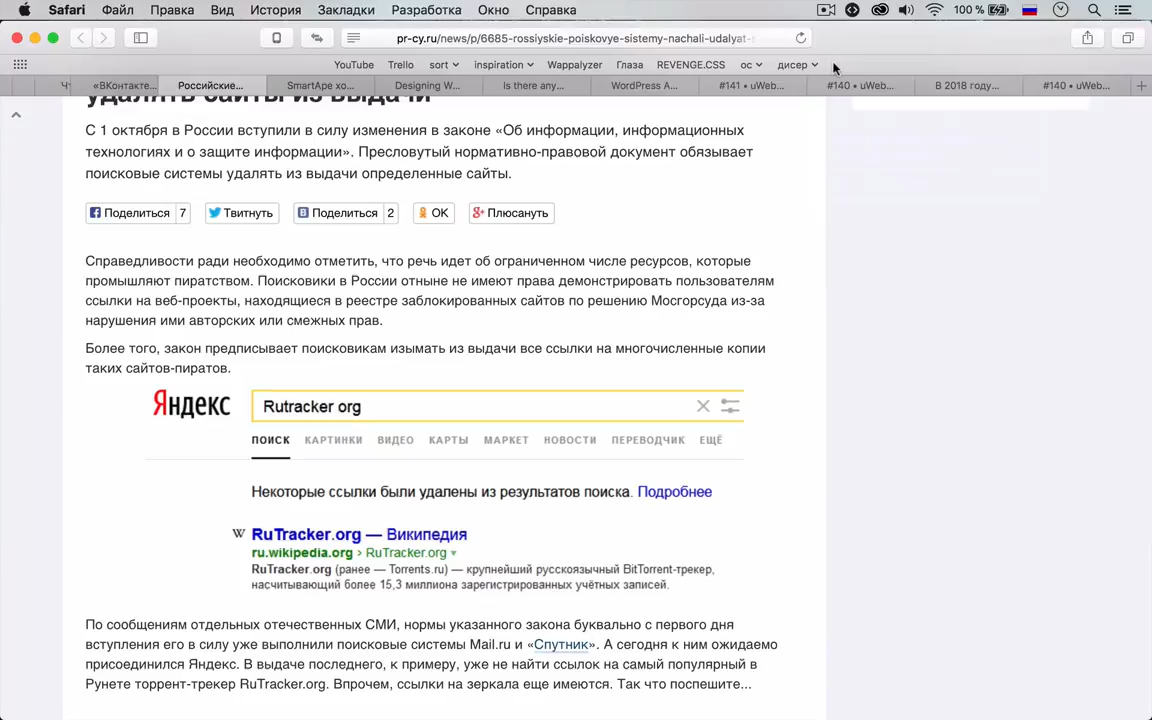 Safari Файл Правка Вид История Закладки Разработка Окно Справка 100 %
pr-cy.ru/news/p/6685-rossiyskie-poiskovye-sistemy-nachali-udalyat-
YouTube Trello sort inspiration Wappalyzer Глаза REVENGE.CSS ос дисер
«ВКонтакте... Российские... SmartApe хо... Designing W... Is there any... WordPress A... #141 • uWeb... #140 • uWeb... В 2018 году... #140 • uWeb...
удалять сайты из выдачи
С 1 октября в России вступили в силу изменения в законе «Об информации, информационных
технологиях и о защите информации». Пресловутый нормативно-правовой документ обязывает
поисковые системы удалять из выдачи определенные сайты.
Поделиться 7 Твитнуть Поделиться 2 OK Плюсануть
Справедливости ради необходимо отметить, что речь идет об ограниченном числе ресурсов, которые
промышляют пиратством. Поисковики в России отныне не имеют права демонстрировать пользователям
ссылки на веб-проекты, находящиеся в реестре заблокированных сайтов по решению Мосгорсуда из-за
нарушения ими авторских или смежных прав.
Более того, закон предписывает поисковикам изымать из выдачи все ссылки на многочисленные копии
таких сайтов-пиратов.
Яндекс Rutracker org
ПОИСК КАРТИНКИ ВИДЕО КАРТЫ МАРКЕТ НОВОСТИ ПЕРЕВОДЧИК ЕЩЁ
Некоторые ссылки были удалены из результатов поиска. Подробнее
W RuTracker.org — Википедия
ru.wikipedia.org › RuTracker.org
RuTracker.org (ранее — Torrents.ru) — крупнейший русскоязычный BitTorrent-трекер,
насчитывающий более 15,3 миллиона зарегистрированных учётных записей.
По сообщениям отдельных отечественных СМИ, нормы указанного закона буквально с первого дня
вступления его в силу уже выполнили поисковые системы Mail.ru и «Спутник». А сегодня к ним ожидаемо
присоединился Яндекс. В выдаче последнего, к примеру, уже не найти ссылок на самый популярный в
Рунете торрент-трекер RuTracker.org. Впрочем, ссылки на зеркала еще имеются. Так что поспешите...